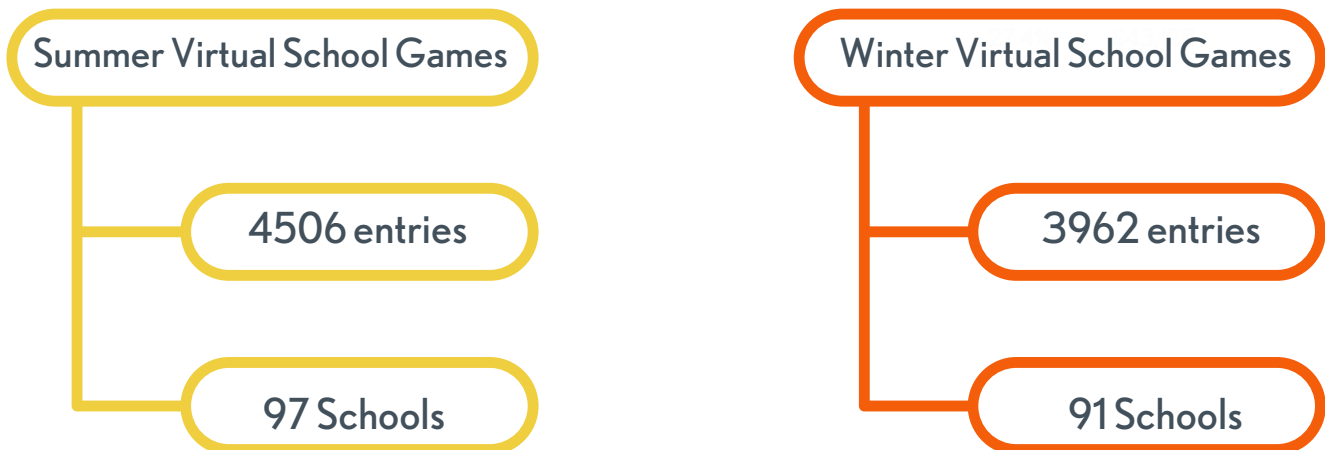 Summer Virtual School Games
4506 entries
97 Schools
Winter Virtual School Games
3962 entries
91 Schools